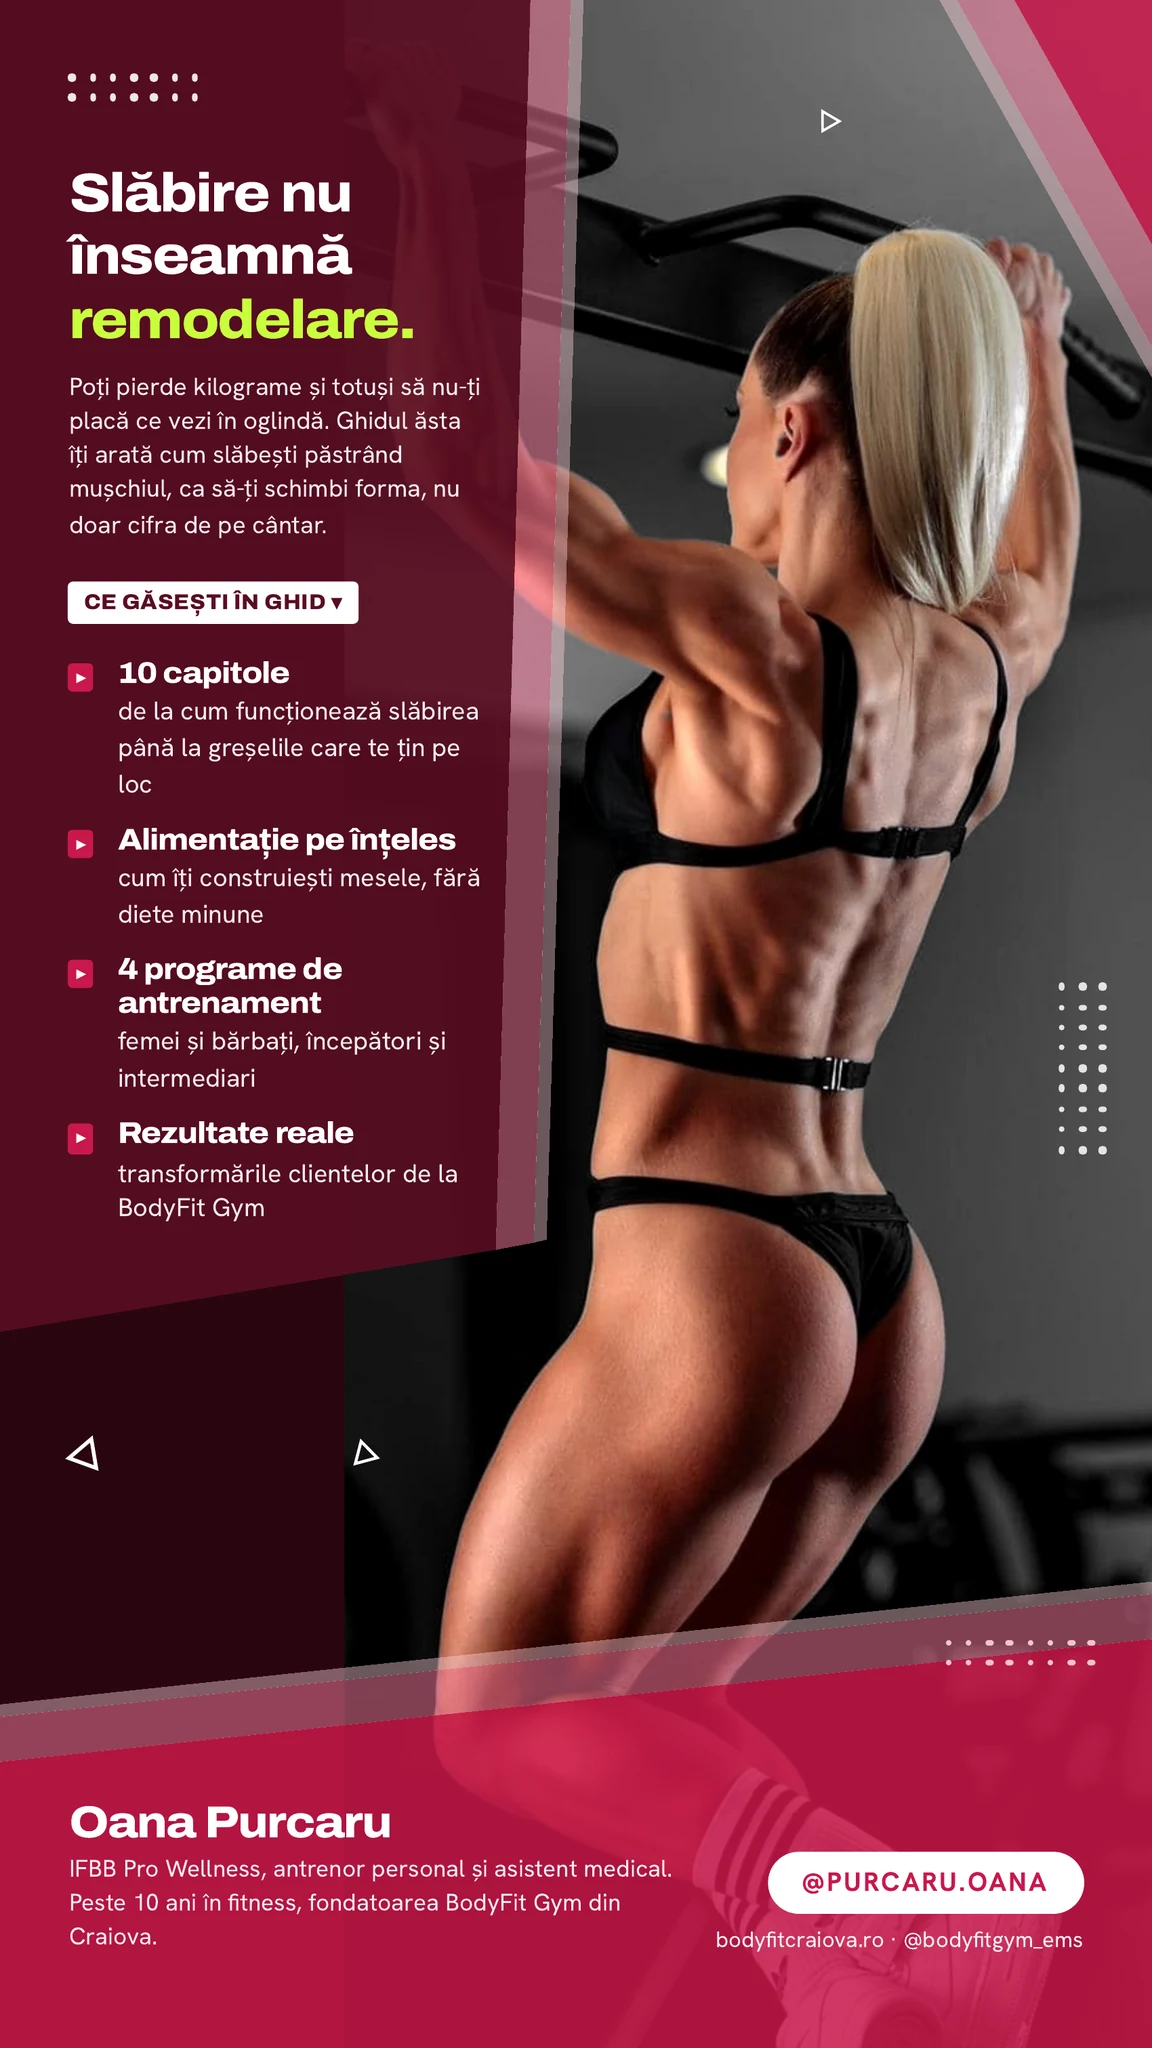 Slăbire nu
înseamnă
remodelare.
Poți pierde kilograme și totuși să nu-ți
placă ce vezi în oglindă. Ghidul ăsta
îți arată cum slăbești păstrând
mușchiul, ca să-ți schimbi forma, nu
doar cifra de pe cântar.
CE GĂSEȘTI ÎN GHID ▾
10 capitole
de la cum funcționează slăbirea
până la greșelile care te țin pe
loc
Alimentație pe înțeles
cum îți construiești mesele, fără
diete minune
4 programe de
antrenament
femei și bărbați, începători și
intermediari
Rezultate reale
transformările clientelor de la
BodyFit Gym
Oana Purcaru
IFBB Pro Wellness, antrenor personal și asistent medical.
Peste 10 ani în fitness, fondatoarea BodyFit Gym din
Craiova.
@PURCARU.OANA
bodyfitcraiova.ro · @bodyfitgym_ems